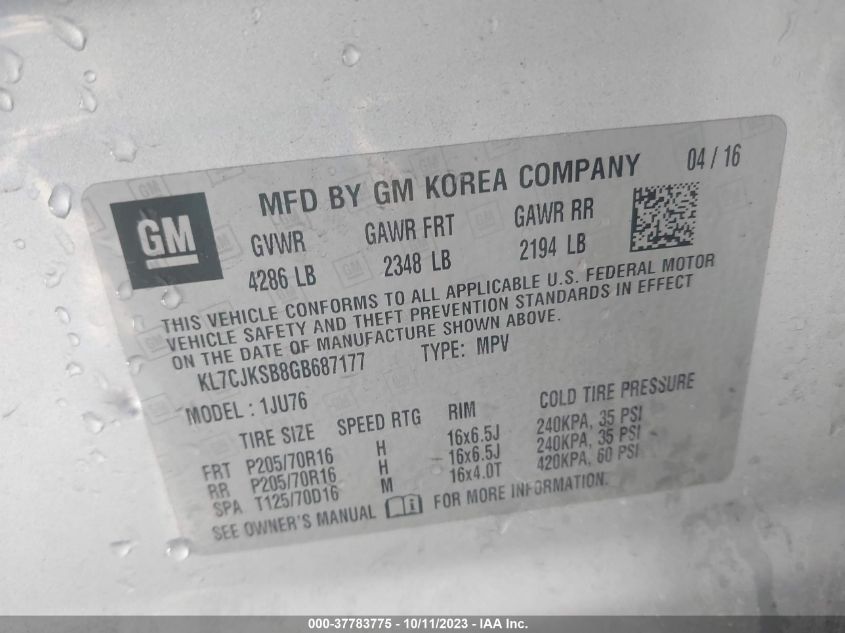 GM
MFD BY GM KOREA COMPANY
04 / 16
GVWR GAWR FRT GAWR RR
4286 LB 2348 LB 2194 LB
THIS VEHICLE CONFORMS TO ALL APPLICABLE U.S. FEDERAL MOTOR
VEHICLE SAFETY AND THEFT PREVENTION STANDARDS IN EFFECT
ON THE DATE OF MANUFACTURE SHOWN ABOVE.
KL7CJKSB8GB687177 TYPE: MPV
MODEL : 1JU76
TIRE SIZE SPEED RTG RIM COLD TIRE PRESSURE
FRT P205/70R16 H 16x6.5J 240KPA, 35 PSI
RR P205/70R16 H 16x6.5J 240KPA, 35 PSI
SPA T125/70D16 M 16x4.0T 420KPA, 60 PSI
SEE OWNER'S MANUAL FOR MORE INFORMATION.
000-37783775 - 10/11/2023 - IAA Inc.